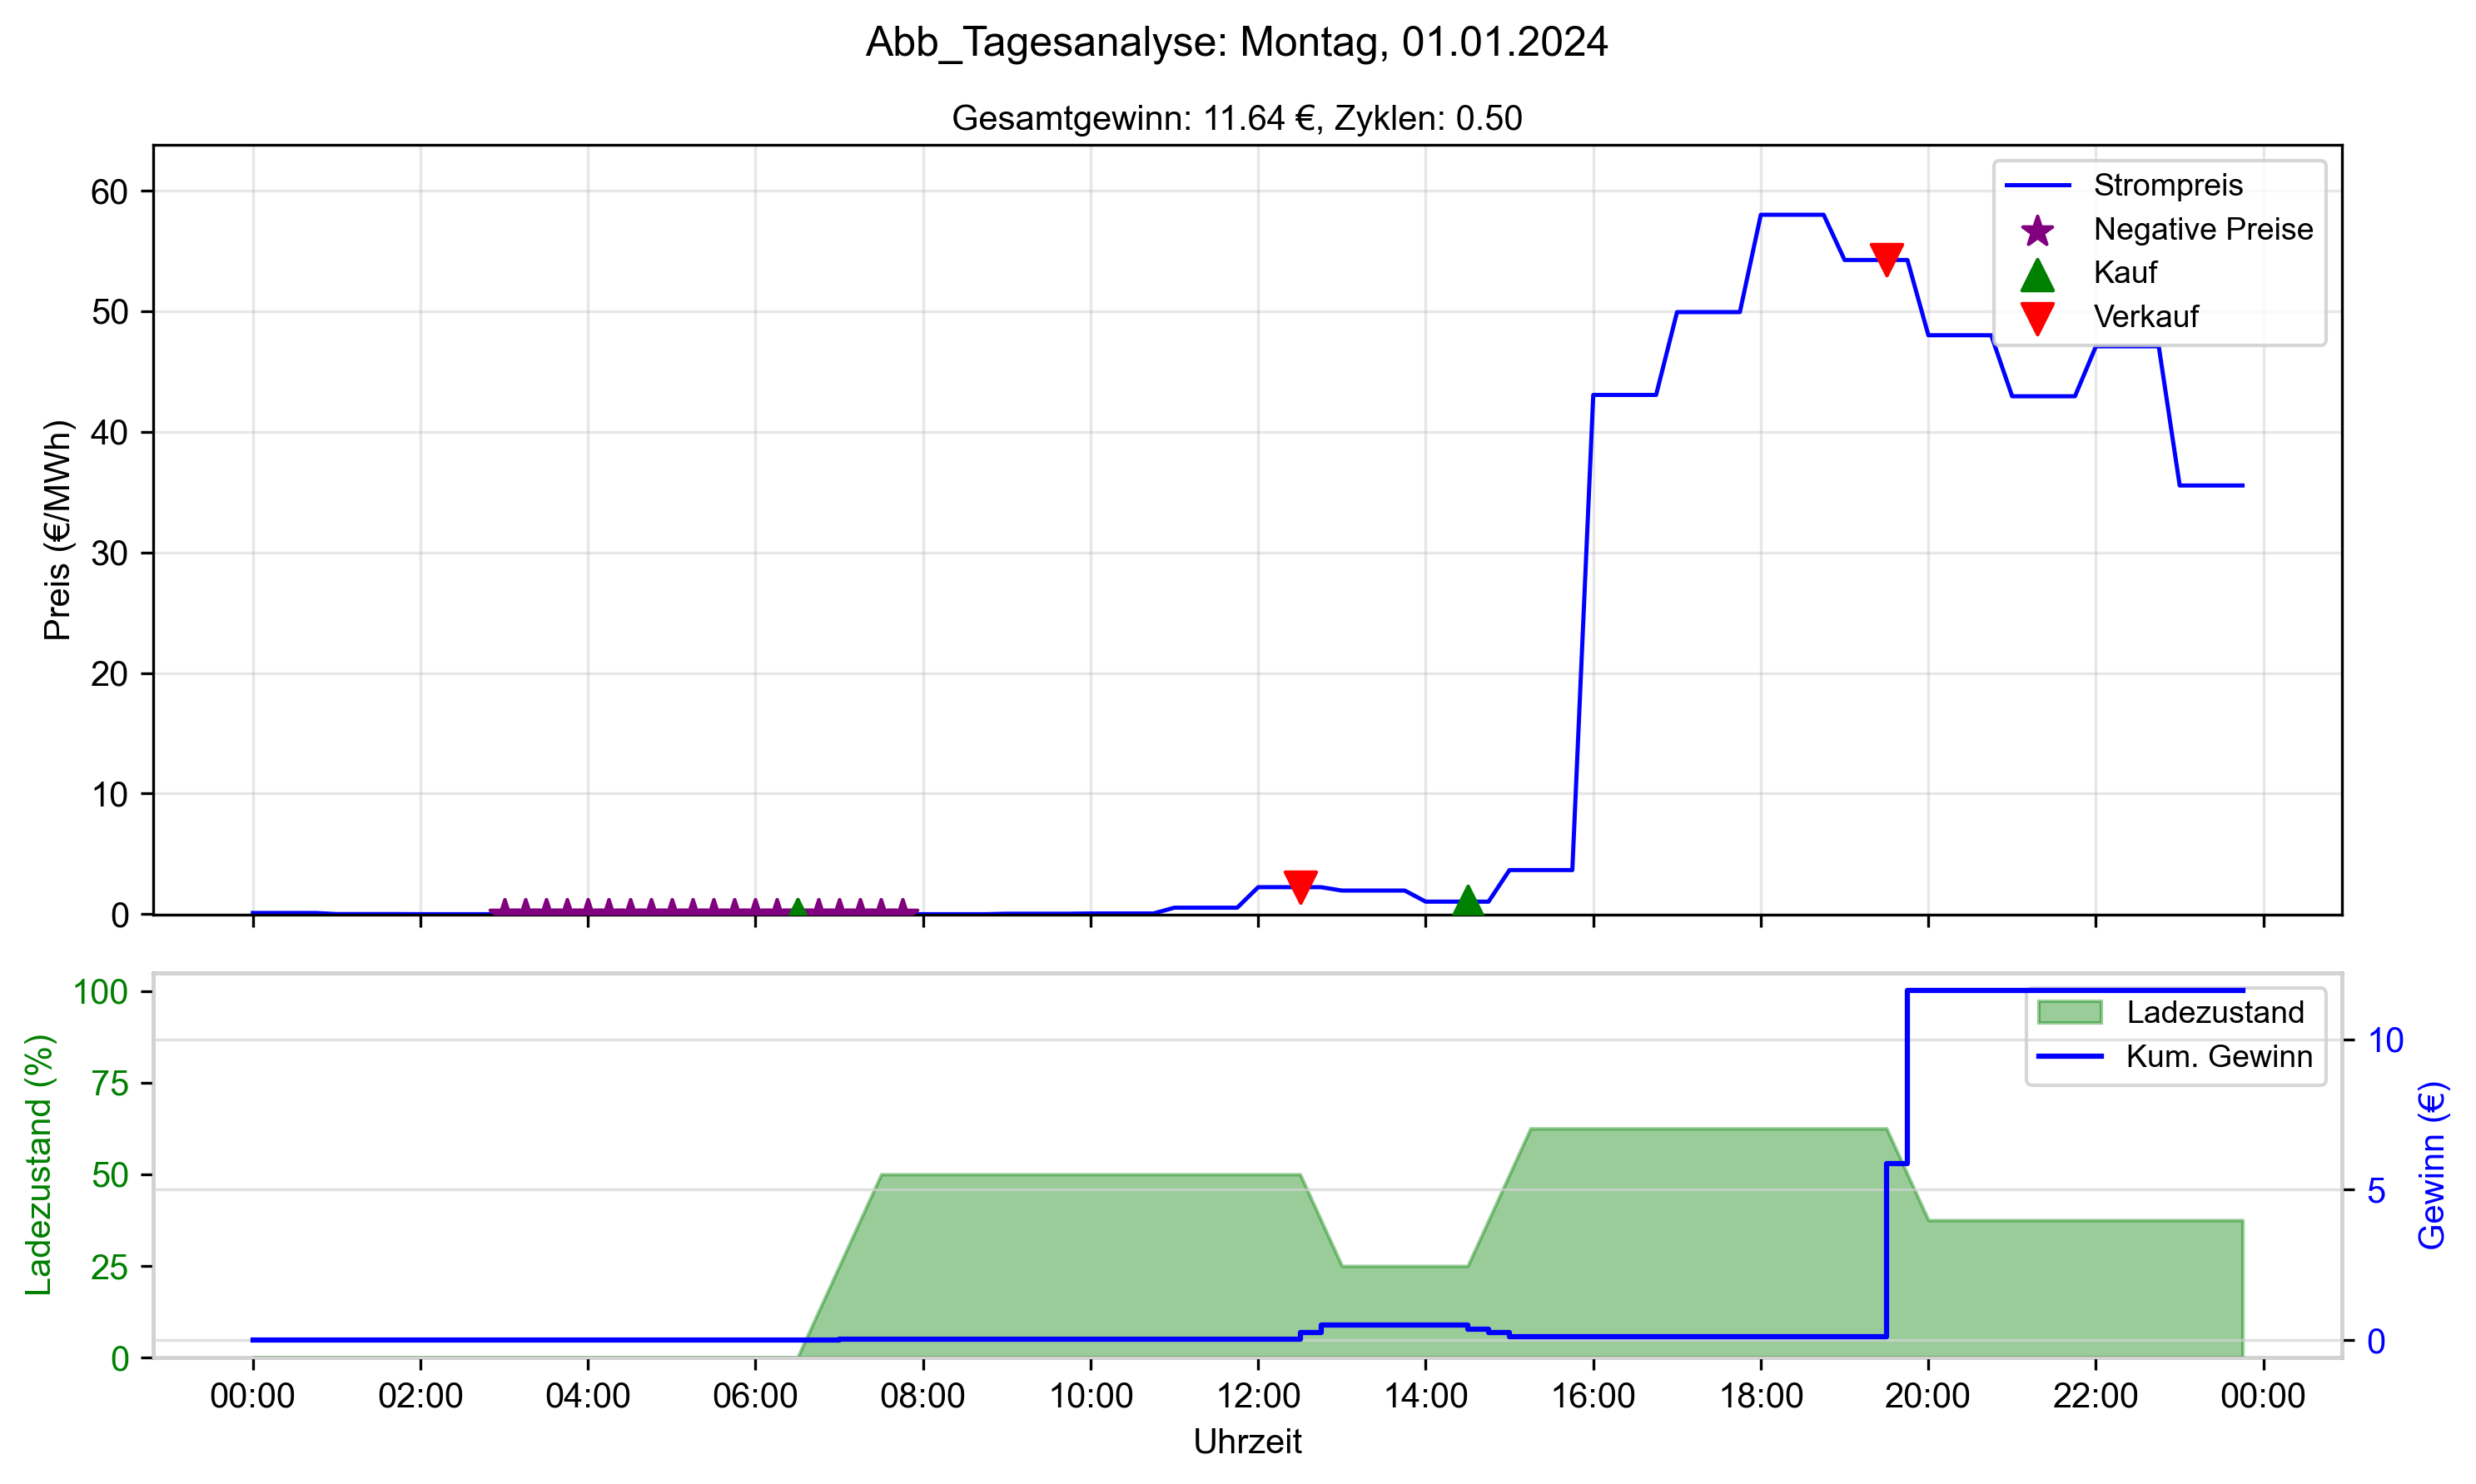 Abb_Tagesanalyse: Montag, 01.01.2024
Gesamtgewinn: 11.64 €, Zyklen: 0.50
Preis (€/MWh)
60
50
40
30
20
10
0
Strompreis
Negative Preise
Kauf
Verkauf
Ladezustand (%)
100
75
50
25
0
Ladezustand
Kum. Gewinn
10
5
0
Gewinn (€)
00:00 02:00 04:00 06:00 08:00 10:00 12:00 14:00 16:00 18:00 20:00 22:00 00:00
Uhrzeit